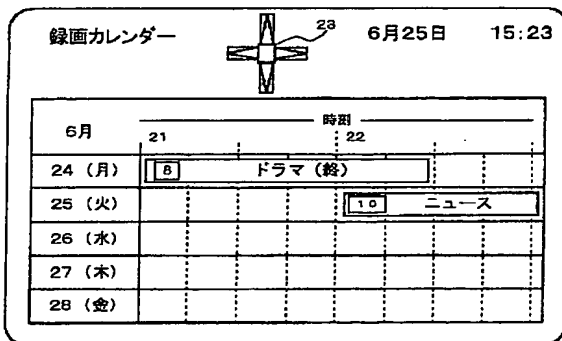 録画カレンダー 23 6月25日 15:23
6月 時刻
21 22
24 (月) 8 ドラマ (終)
25 (火) 10 ニュース
26 (水)
27 (木)
28 (金)